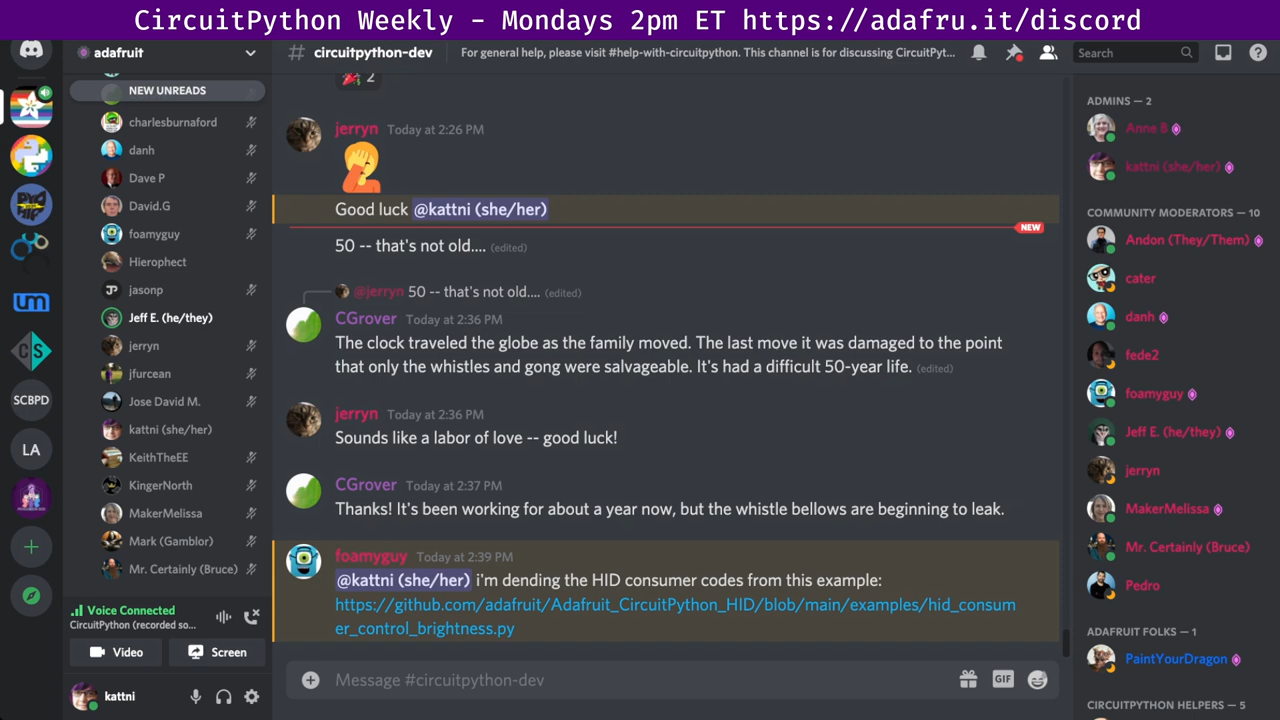 CircuitPython Weekly - Mondays 2pm ET https://adafru.it/discord
adafruit
NEW UNREADS
charlesburnaford
danh
Dave P
David.G
foamyguy
Hierophect
jasonp
Jeff E. (he/they)
jerryn
jfurcean
Jose David M.
kattni (she/her)
KeithTheEE
KingerNorth
MakerMelissa
Mark (Gamblor)
Mr. Certainly (Bruce)
Voice Connected
CircuitPython (recorded so...
Video
Screen
kattni
UM
CS
SCBPD
LA
# circuitpython-dev
For general help, please visit #help-with-circuitpython. This channel is for discussing CircuitPyt...
Search
2
jerryn Today at 2:26 PM
Good luck @kattni (she/her)
NEW
50 -- that's not old.... (edited)
@jerryn 50 -- that's not old.... (edited)
CGrover Today at 2:36 PM
The clock traveled the globe as the family moved. The last move it was damaged to the point
that only the whistles and gong were salvageable. It's had a difficult 50-year life. (edited)
jerryn Today at 2:36 PM
Sounds like a labor of love -- good luck!
CGrover Today at 2:37 PM
Thanks! It's been working for about a year now, but the whistle bellows are beginning to leak.
foamyguy Today at 2:39 PM
@kattni (she/her) i'm dending the HID consumer codes from this example:
https://github.com/adafruit/Adafruit_CircuitPython_HID/blob/main/examples/hid_consum
er_control_brightness.py
Message #circuitpython-dev
GIF
ADMINS — 2
Anne B
kattni (she/her)
COMMUNITY MODERATORS — 10
Andon (They/Them)
cater
danh
fede2
foamyguy
Jeff E. (he/they)
jerryn
MakerMelissa
Mr. Certainly (Bruce)
Pedro
ADAFRUIT FOLKS — 1
PaintYourDragon
CIRCUITPYTHON HELPERS — 5